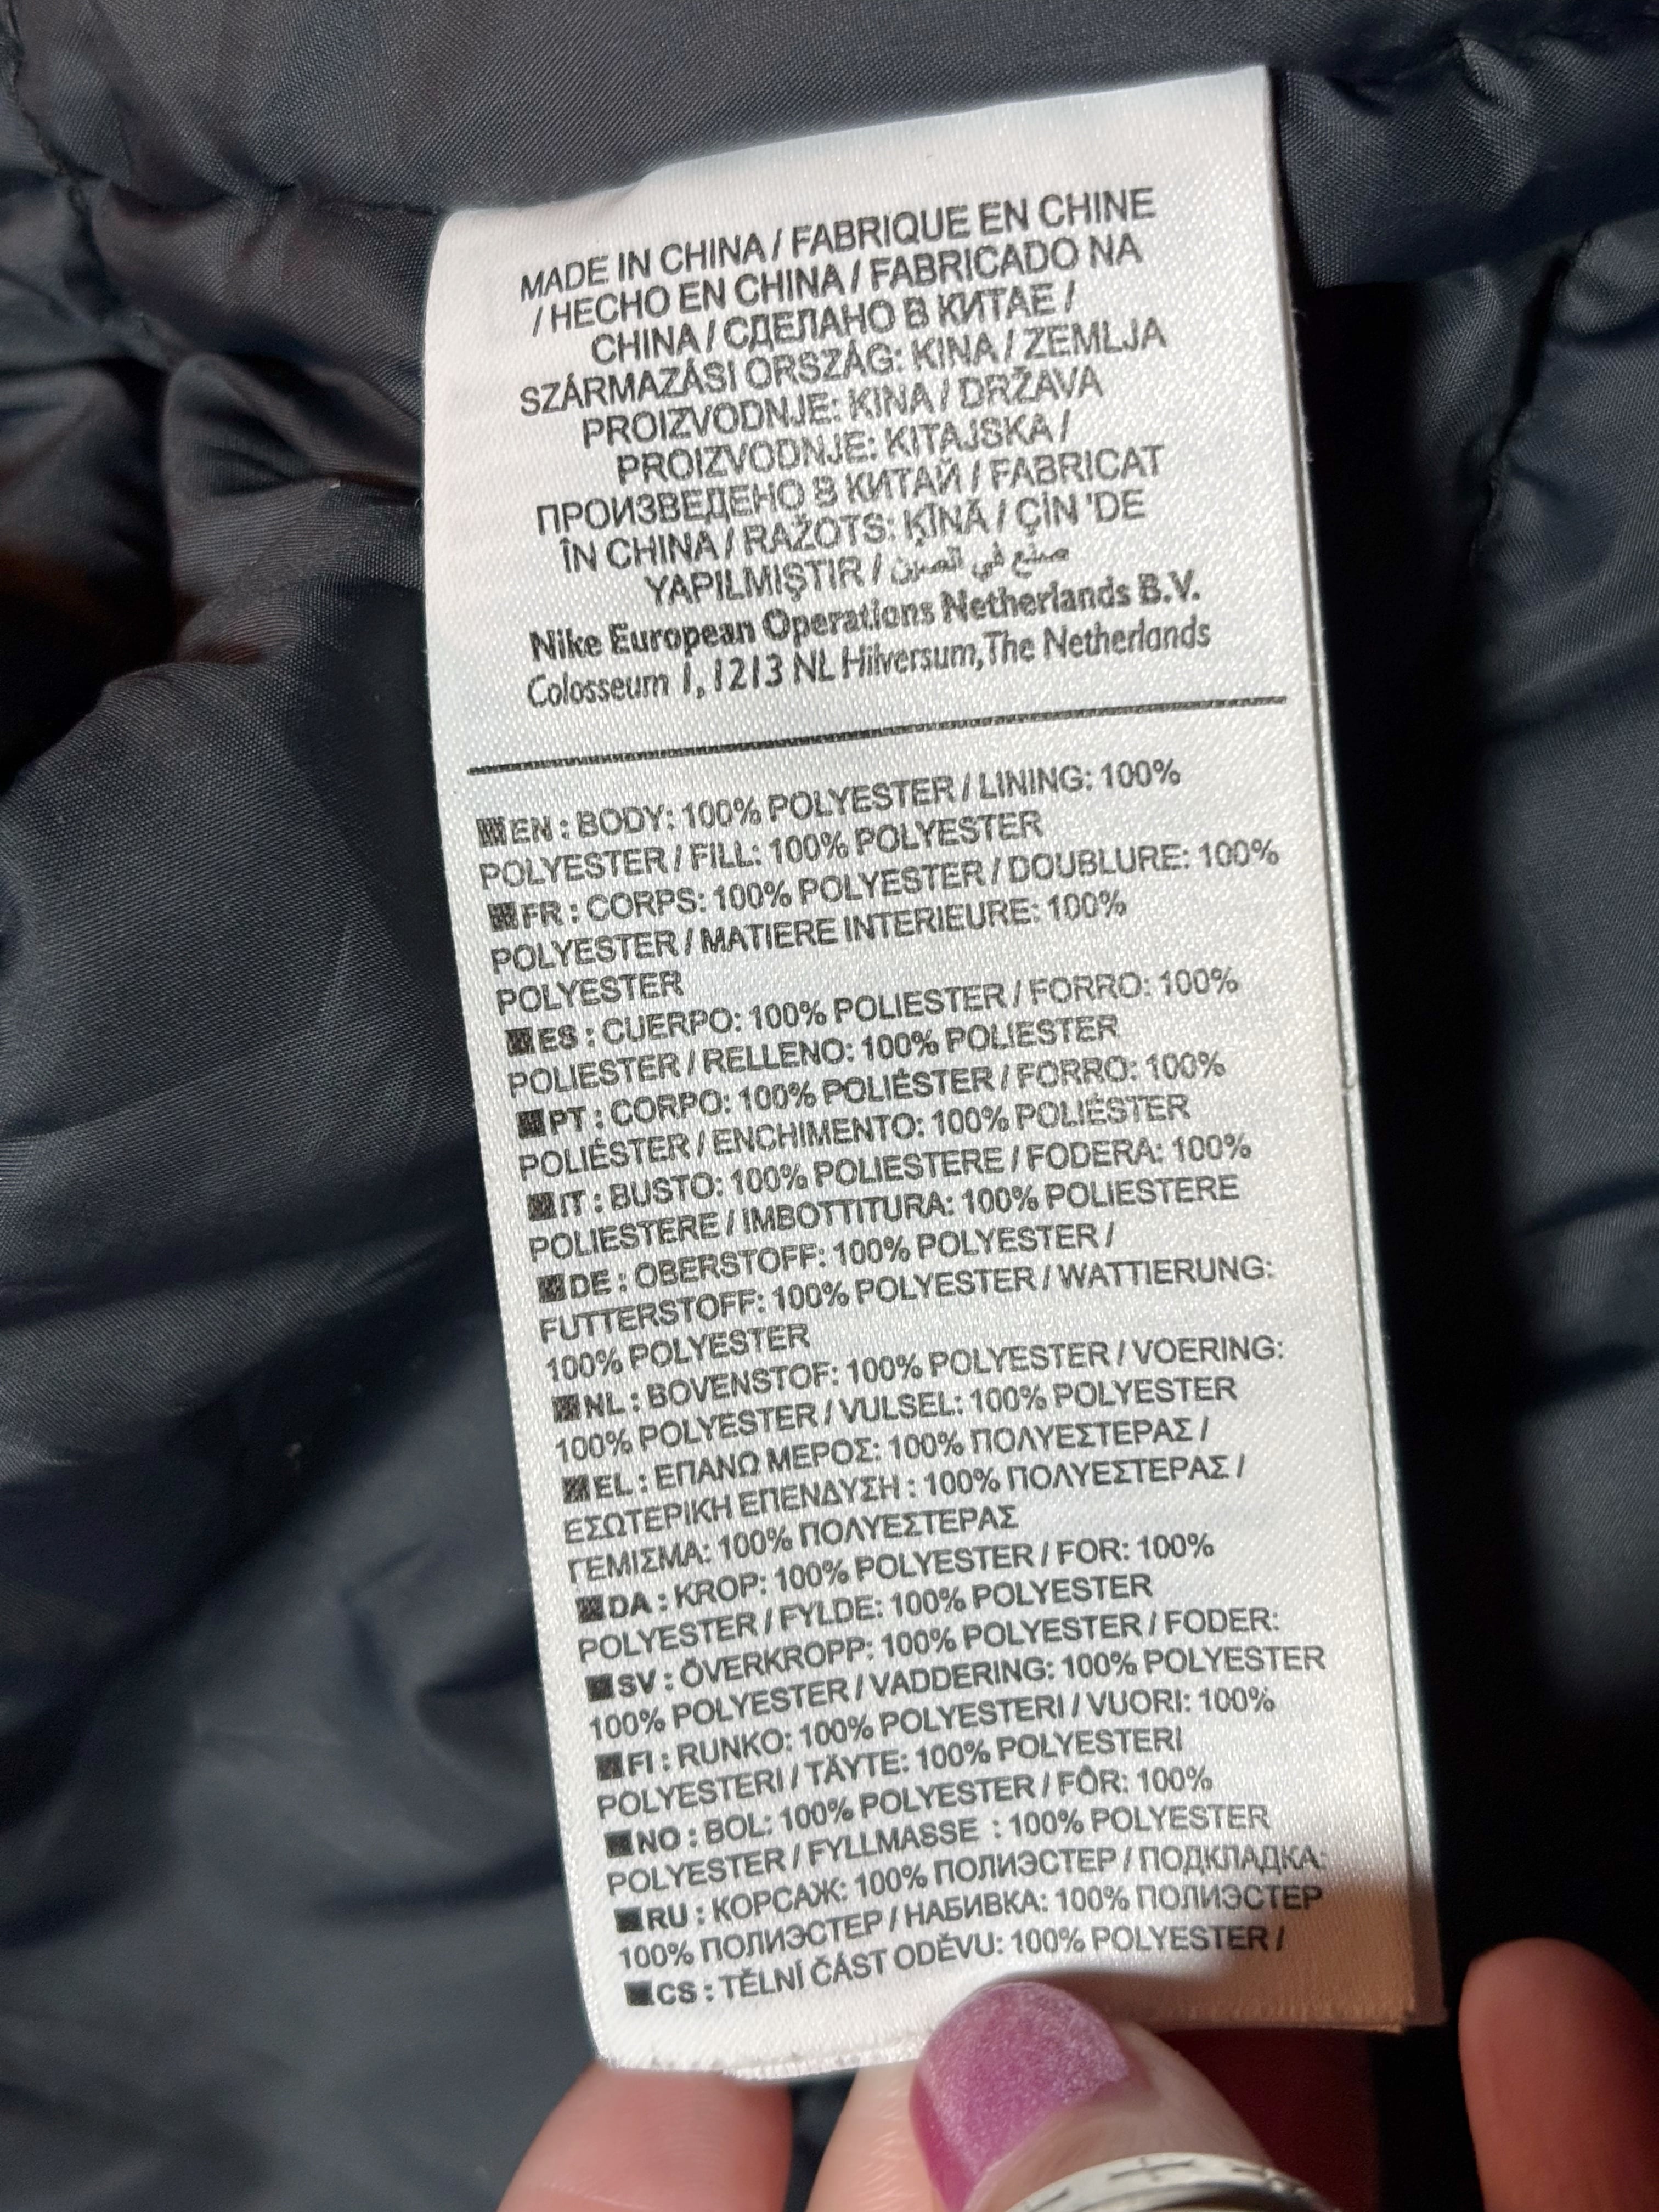 MADE IN CHINA / FABRIQUE EN CHINE
/ HECHO EN CHINA / FABRICADO NA
CHINA / СДЕЛАНО В КИТАЕ /
SZÁRMAZÁSI ORSZÁG: KINA / ZEMLJA
PROIZVODNJE: KINA / DRŽAVA
PROIZVODNJE: KITAJSKA /
ПРОИЗВЕДЕНО В КИТАЙ / FABRICAT
ÎN CHINA / RAŽOTS: ĶĪNĀ / ÇİN 'DE
YAPILMIŞTIR / صنع في الصين
Nike European Operations Netherlands B.V.
Colosseum 1, 1213 NL Hilversum, The Netherlands
EN : BODY: 100% POLYESTER / LINING: 100%
POLYESTER / FILL: 100% POLYESTER
FR : CORPS: 100% POLYESTER / DOUBLURE: 100%
POLYESTER / MATIERE INTERIEURE: 100%
POLYESTER
ES : CUERPO: 100% POLIESTER / FORRO: 100%
POLIESTER / RELLENO: 100% POLIESTER
PT : CORPO: 100% POLIÉSTER / FORRO: 100%
POLIÉSTER / ENCHIMENTO: 100% POLIÉSTER
IT : BUSTO: 100% POLIESTERE / FODERA: 100%
POLIESTERE / IMBOTTITURA: 100% POLIESTERE
DE : OBERSTOFF: 100% POLYESTER /
FUTTERSTOFF: 100% POLYESTER / WATTIERUNG:
100% POLYESTER
NL : BOVENSTOF: 100% POLYESTER / VOERING:
100% POLYESTER / VULSEL: 100% POLYESTER
EL : ΕΠΑΝΩ ΜΕΡΟΣ: 100% ΠΟΛΥΕΣΤΕΡΑΣ /
ΕΣΩΤΕΡΙΚΗ ΕΠΕΝΔΥΣΗ : 100% ΠΟΛΥΕΣΤΕΡΑΣ /
ΓΕΜΙΣΜΑ: 100% ΠΟΛΥΕΣΤΕΡΑΣ
DA : KROP: 100% POLYESTER / FOR: 100%
POLYESTER / FYLDE: 100% POLYESTER
SV : ÖVERKROPP: 100% POLYESTER / FODER:
100% POLYESTER / VADDERING: 100% POLYESTER
FI : RUNKO: 100% POLYESTERI / VUORI: 100%
POLYESTERI / TÄYTE: 100% POLYESTERI
NO : BOL: 100% POLYESTER / FÔR: 100%
POLYESTER / FYLLMASSE : 100% POLYESTER
RU : КОРСАЖ: 100% ПОЛИЭСТЕР / ПОДКЛАДКА:
100% ПОЛИЭСТЕР / НАБИВКА: 100% ПОЛИЭСТЕР
CS : TĚLNÍ ČÁST ODĚVU: 100% POLYESTER /